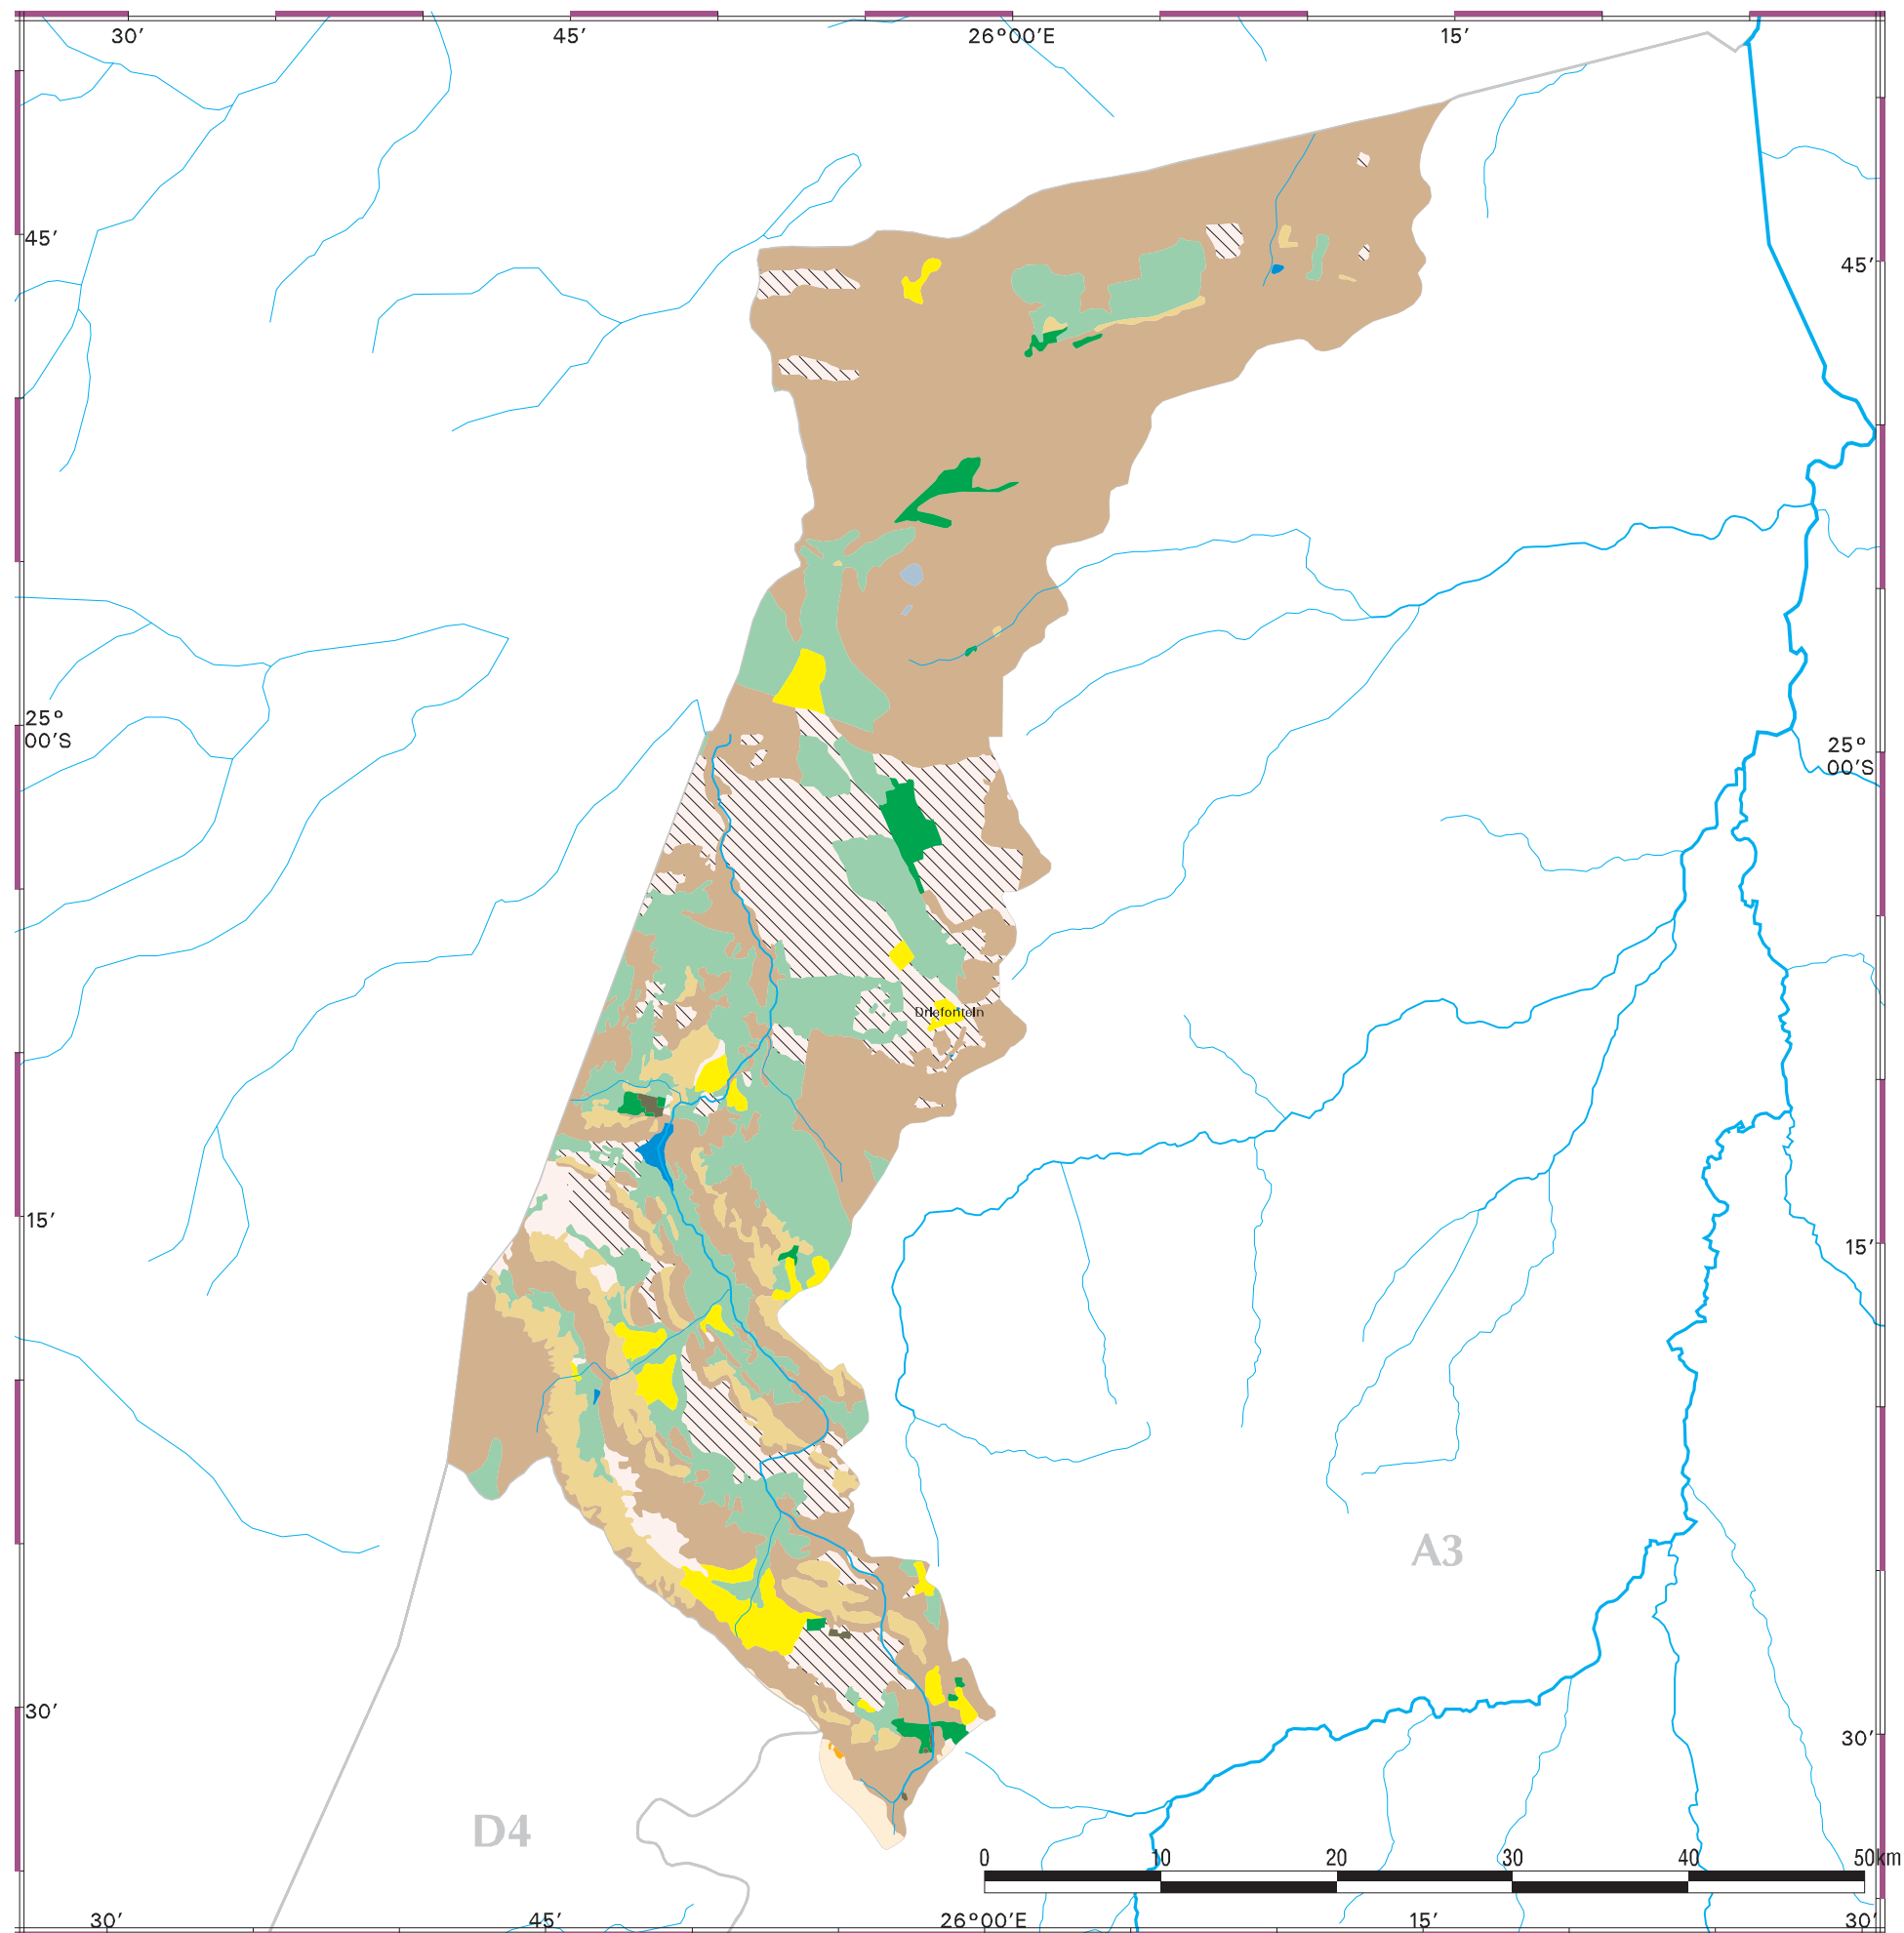 30′ 45′ 26°00′E 15′
45′
45′
25°
00′S
25°
00′S
Driefontein
15′
15′
A3
30′
30′
D4
0 10 20 30 40 50km
30′ 45′ 26°00′E 15′ 30′